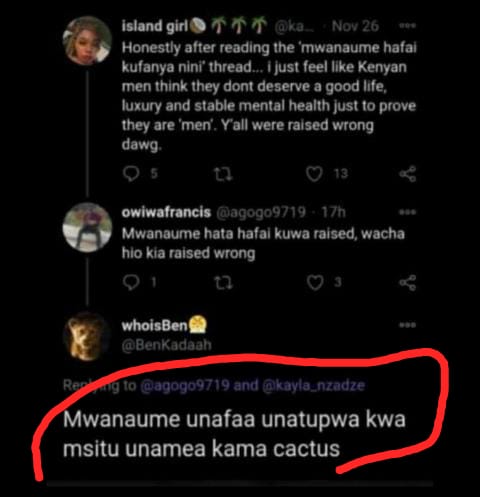 island girl @ka... · Nov 26
Honestly after reading the 'mwanaume hafai
kufanya nini' thread... i just feel like Kenyan
men think they dont deserve a good life,
luxury and stable mental health just to prove
they are 'men'. Y'all were raised wrong
dawg.
5 13
owiwafrancis @agogo9719 · 17h
Mwanaume hata hafai kuwa raised, wacha
hio kia raised wrong
1 3
whoisBen
@BenKadaah
Replying to @agogo9719 and @kayla_nzadze
Mwanaume unafaa unatupwa kwa
msitu unamea kama cactus